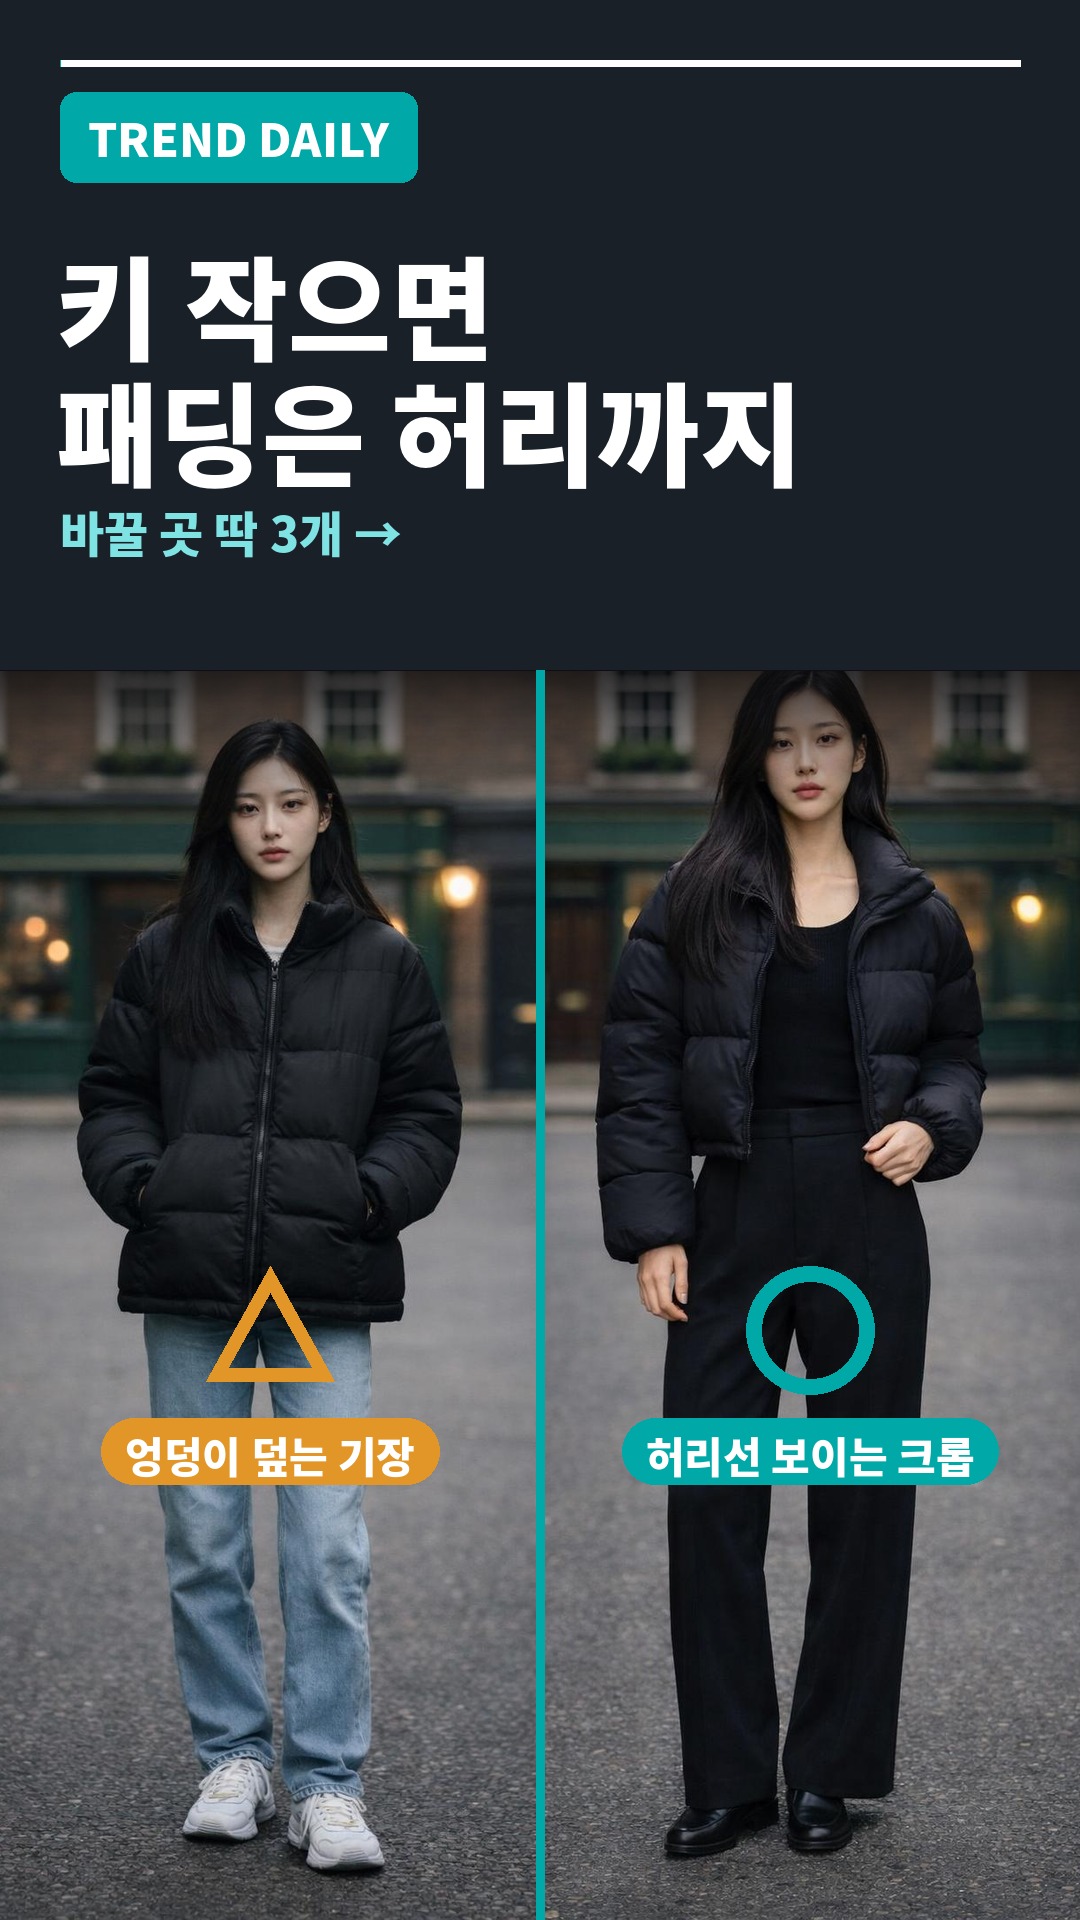 TREND DAILY
키 작으면
패딩은 허리까지
바꿀 곳 딱 3개 →
엉덩이 덮는 기장
허리선 보이는 크롭